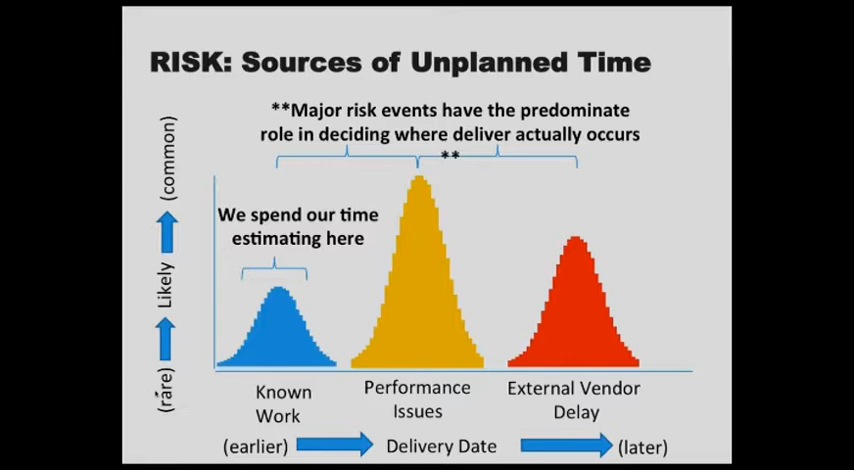 RISK: Sources of Unplanned Time
**Major risk events have the predominate
role in deciding where deliver actually occurs
**
We spend our time
estimating here
(common)
Likely
(rare)
Known
Work
Performance
Issues
External Vendor
Delay
(earlier)
Delivery Date
(later)